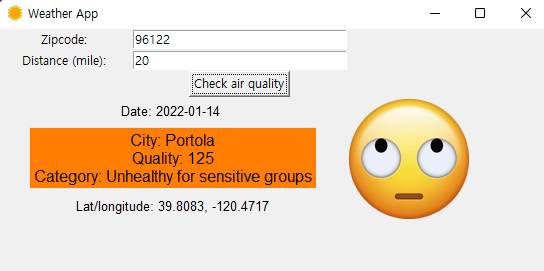 Weather App
Zipcode: 96122
Distance (mile): 20
Check air quality
Date: 2022-01-14
City: Portola
Quality: 125
Category: Unhealthy for sensitive groups
Lat/longitude: 39.8083, -120.4717